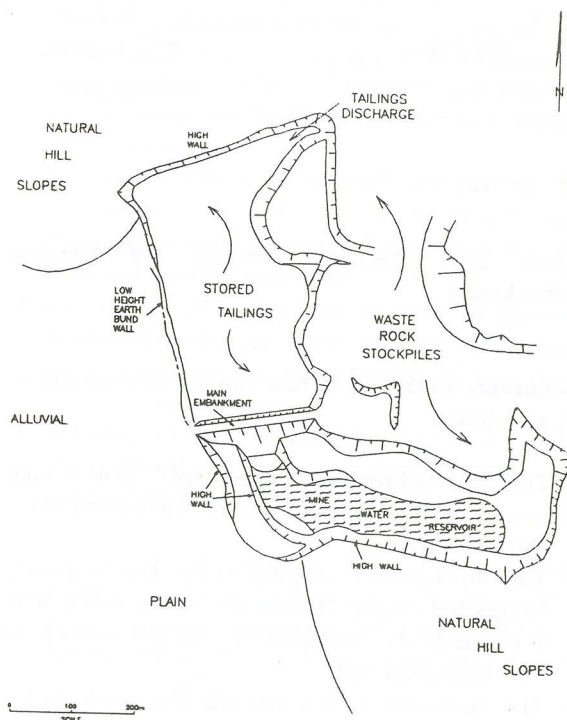 N
TAILINGS
DISCHARGE
NATURAL
HILL
SLOPES
HIGH
WALL
LOW
HEIGHT
EARTH
BUND
WALL
STORED
TAILINGS
WASTE
ROCK
STOCKPILES
MAIN
EMBANKMENT
ALLUVIAL
HIGH
WALL
MINE
WATER
RESERVOIR
HIGH WALL
PLAIN
NATURAL
HILL
SLOPES
0 100 200m
SCALE